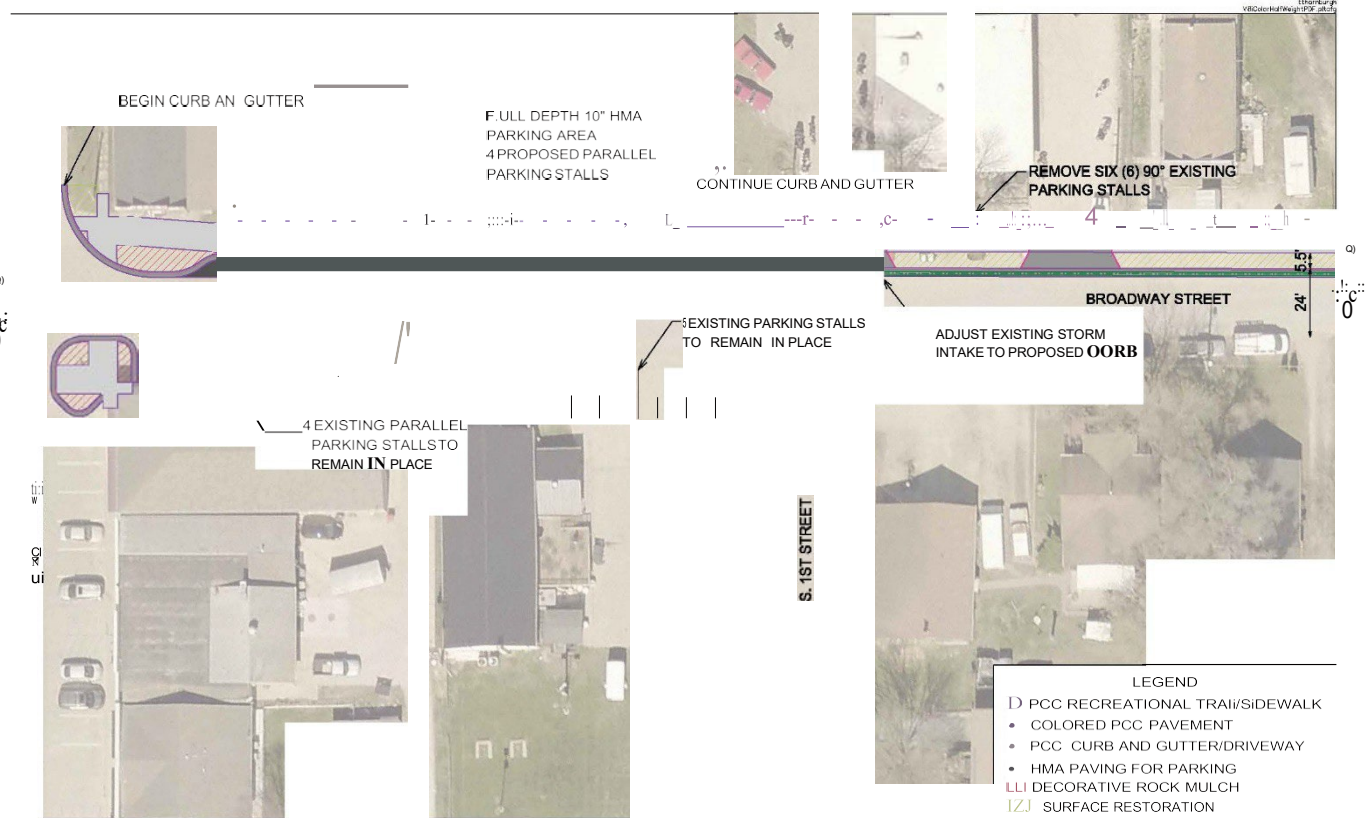 tthornburgh
BEGIN CURB AN GUTTER
F.ULL DEPTH 10" HMA
PARKING AREA
4 PROPOSED PARALLEL
PARKING STALLS
CONTINUE CURB AND GUTTER
REMOVE SIX (6) 90° EXISTING
PARKING STALLS
5.5'
24'
BROADWAY STREET
EXISTING PARKING STALLS
TO REMAIN IN PLACE
ADJUST EXISTING STORM
INTAKE TO PROPOSED OORB
4 EXISTING PARALLEL
PARKING STALLS TO
REMAIN IN PLACE
S. 1ST STREET
LEGEND
D PCC RECREATIONAL TRAIi/SiDEWALK
• COLORED PCC PAVEMENT
• PCC CURB AND GUTTER/DRIVEWAY
• HMA PAVING FOR PARKING
LLI DECORATIVE ROCK MULCH
IZJ SURFACE RESTORATION